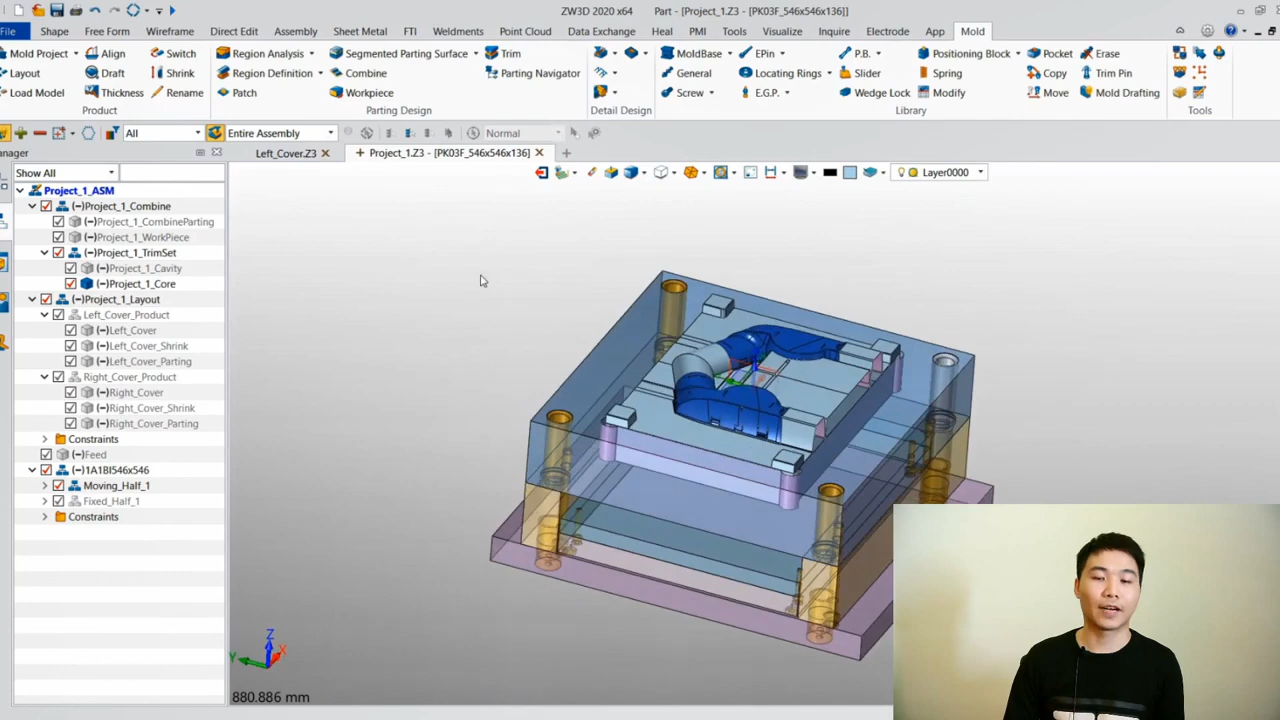 ZW3D 2020 x64 Part - [Project_1.Z3 - [PK03F_546x546x136]]
File Shape Free Form Wireframe Direct Edit Assembly Sheet Metal FTI Weldments Point Cloud Data Exchange Heal PMI Tools Visualize Inquire Electrode App Mold
Mold Project Align Switch Region Analysis Segmented Parting Surface Trim MoldBase EPin P.B. Positioning Block Pocket Erase
Layout Draft Shrink Region Definition Combine Parting Navigator General Locating Rings Slider Spring Copy Trim Pin
Load Model Thickness Rename Patch Workpiece Screw E.G.P. Wedge Lock Modify Move Mold Drafting
Product Parting Design Detail Design Library Tools
All Entire Assembly Normal
anager Left_Cover.Z3 Project_1.Z3 - [PK03F_546x546x136]
Show All Layer0000
Project_1_ASM
(-)Project_1_Combine
(-)Project_1_CombineParting
(-)Project_1_WorkPiece
(-)Project_1_TrimSet
(-)Project_1_Cavity
(-)Project_1_Core
(-)Project_1_Layout
Left_Cover_Product
(-)Left_Cover
(-)Left_Cover_Shrink
(-)Left_Cover_Parting
(-)Right_Cover_Product
(-)Right_Cover
(-)Right_Cover_Shrink
(-)Right_Cover_Parting
Constraints
(-)Feed
(-)1A1BI546x546
Moving_Half_1
Fixed_Half_1
Constraints
Z
X
Y
880.886 mm